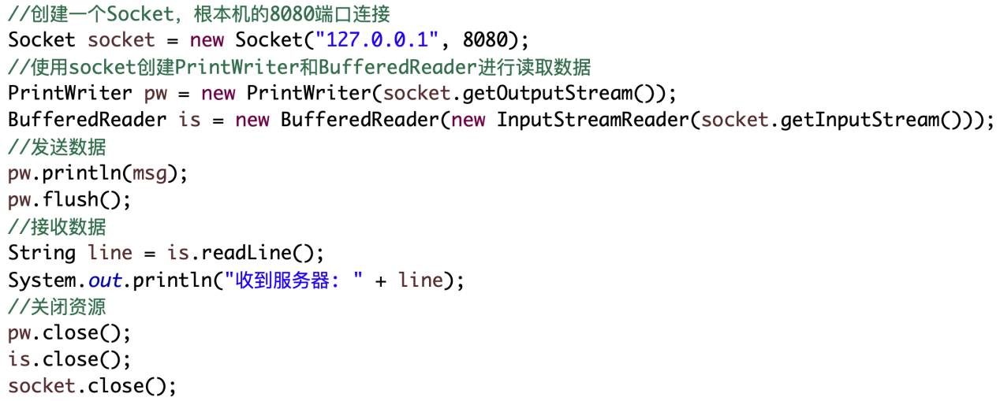 //创建一个Socket，根本机的8080端口连接
Socket socket = new Socket("127.0.0.1", 8080);
//使用socket创建PrintWriter和BufferedReader进行读取数据
PrintWriter pw = new PrintWriter(socket.getOutputStream());
BufferedReader is = new BufferedReader(new InputStreamReader(socket.getInputStream()));
//发送数据
pw.println(msg);
pw.flush();
//接收数据
String line = is.readLine();
System.out.println("收到服务器: " + line);
//关闭资源
pw.close();
is.close();
socket.close();